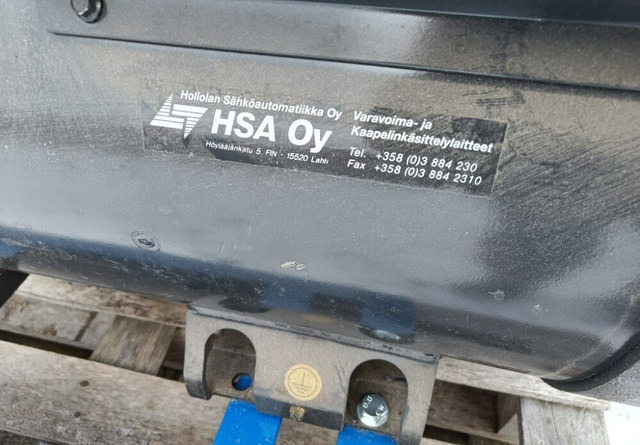 Hollolan Sähköautomatiikka Oy
HSA Oy
Höylääjänkatu 5, FIN - 15520 Lahti
Varavoima- ja
Kaapelinkäsittelylaitteet
Tel. +358 (0)3 884 230
Fax +358 (0)3 884 2310